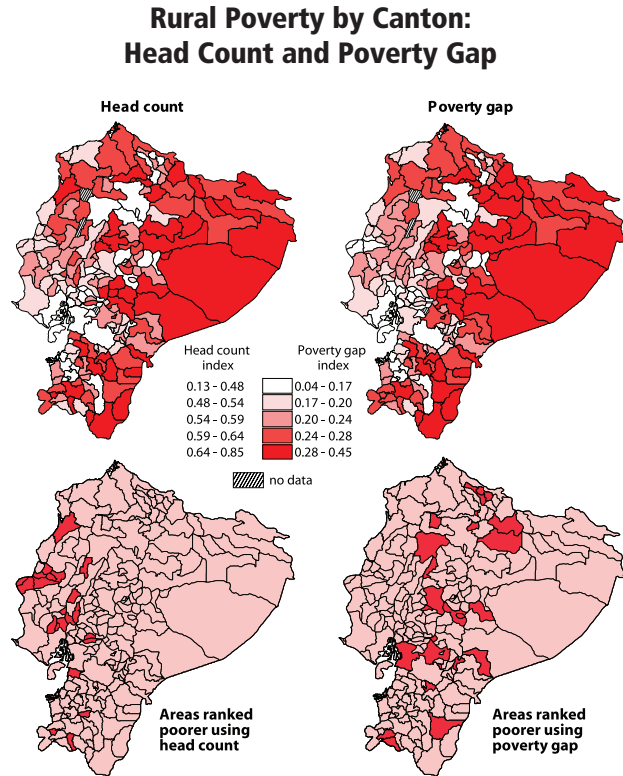 Rural Poverty by Canton:
Head Count and Poverty Gap
Head count
Poverty gap
Head count
index
Poverty gap
index
0.13 - 0.48
0.04 - 0.17
0.48 - 0.54
0.17 - 0.20
0.54 - 0.59
0.20 - 0.24
0.59 - 0.64
0.24 - 0.28
0.64 - 0.85
0.28 - 0.45
no data
Areas ranked
poorer using
head count
Areas ranked
poorer using
poverty gap